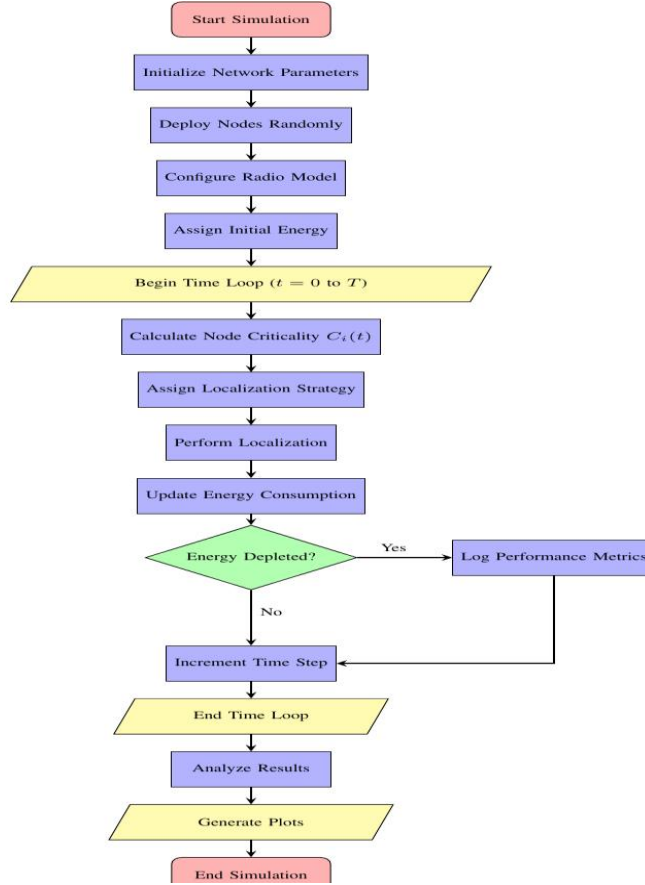 Start Simulation
Initialize Network Parameters
Deploy Nodes Randomly
Configure Radio Model
Assign Initial Energy
Begin Time Loop (t = 0 to T)
Calculate Node Criticality C_i(t)
Assign Localization Strategy
Perform Localization
Update Energy Consumption
Energy Depleted?
Yes
Log Performance Metrics
No
Increment Time Step
End Time Loop
Analyze Results
Generate Plots
End Simulation